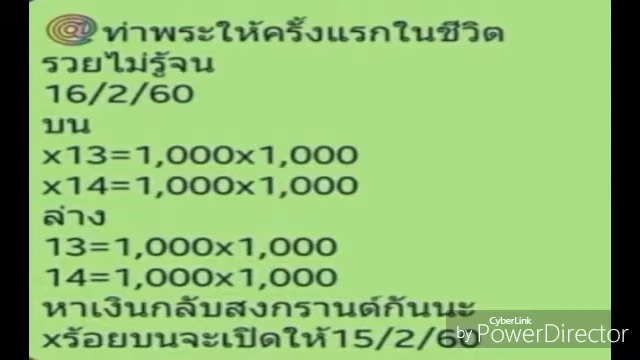 @ท่าพระให้ครั้งแรกในชีวิต
รวยไม่รู้จน
16/2/60
บน
x13=1,000x1,000
x14=1,000x1,000
ล่าง
13=1,000x1,000
14=1,000x1,000
หาเงินกลับสงกรานต์กันนะ
xร้อยบนจะเปิดให้15/2/60
CyberLink
by PowerDirector